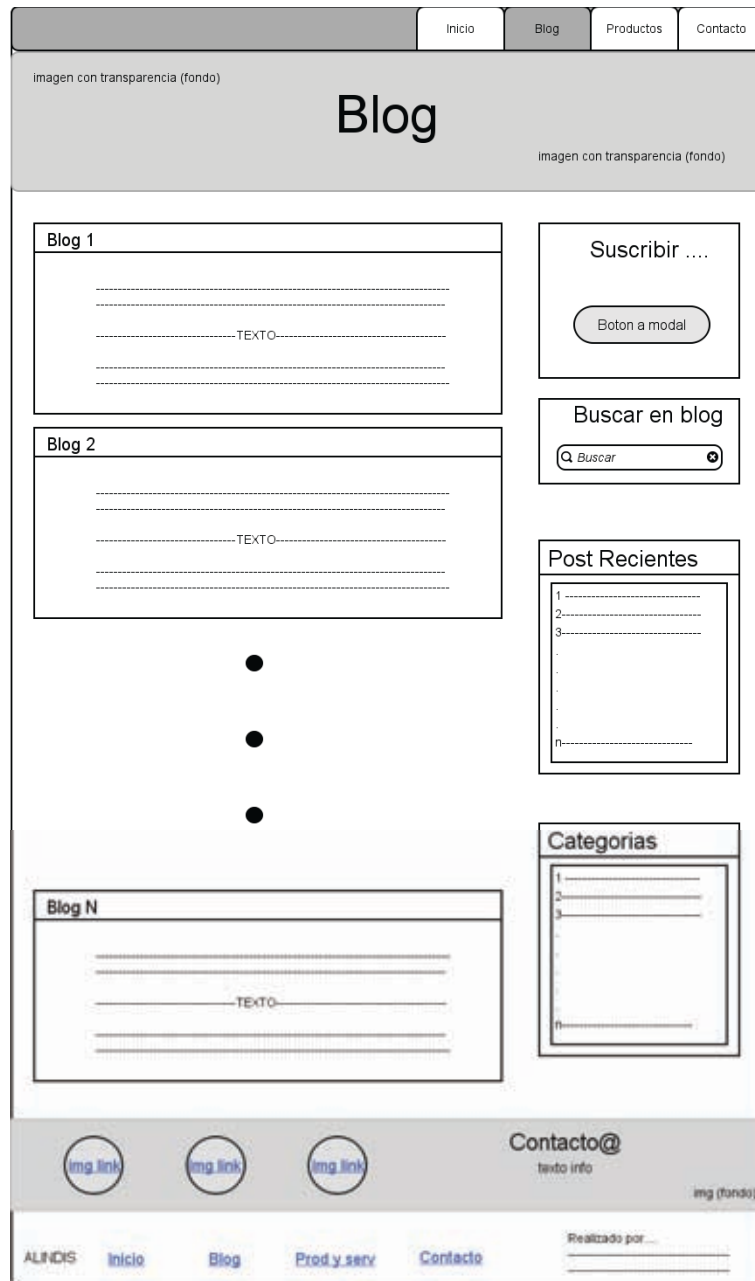 Inicio
Blog
Productos
Contacto
imagen con transparencia (fondo)
Blog
imagen con transparencia (fondo)
Blog 1
--------------------TEXTO--------------------
Suscribir ....
Boton a modal
Buscar en blog
Buscar
Blog 2
--------------------TEXTO--------------------
Post Recientes
1 --------------------
2--------------------
3--------------------
.
.
.
.
.
n--------------------
Categorias
1 --------------------
2--------------------
3--------------------
.
.
.
.
.
n--------------------
Blog N
--------------------TEXTO--------------------
img link
img link
img link
Contacto@
texto info
img (fondo)
ALINDIS
Inicio
Blog
Prod y serv
Contacto
Realizado por....